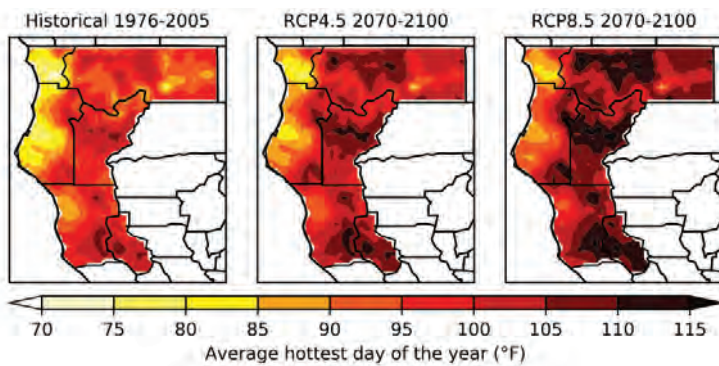 Historical 1976-2005
RCP4.5 2070-2100
RCP8.5 2070-2100
70 75 80 85 90 95 100 105 110 115
Average hottest day of the year (°F)